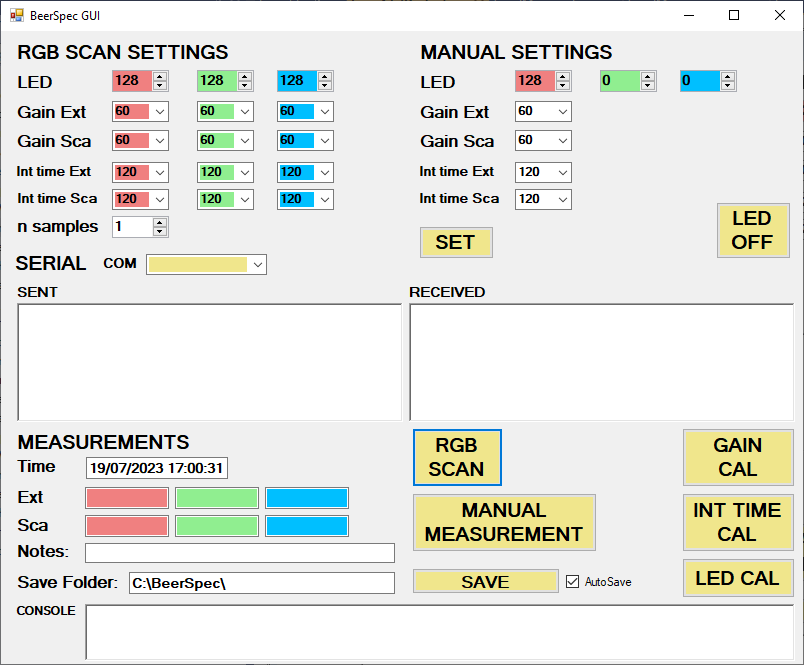 BeerSpec GUI
RGB SCAN SETTINGS
LED 128 128 128
Gain Ext 60 60 60
Gain Sca 60 60 60
Int time Ext 120 120 120
Int time Sca 120 120 120
n samples 1
MANUAL SETTINGS
LED 128 0 0
Gain Ext 60
Gain Sca 60
Int time Ext 120
Int time Sca 120
SET
LED
OFF
SERIAL COM
SENT
RECEIVED
MEASUREMENTS
Time 19/07/2023 17:00:31
Ext
Sca
Notes:
Save Folder: C:\BeerSpec\
RGB
SCAN
MANUAL
MEASUREMENT
SAVE AutoSave
GAIN
CAL
INT TIME
CAL
LED CAL
CONSOLE